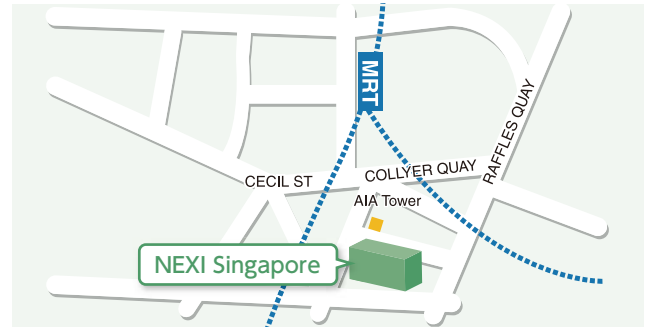 MRT
RAFFLES QUAY
COLLYER QUAY
CECIL ST
AIA Tower
NEXI Singapore